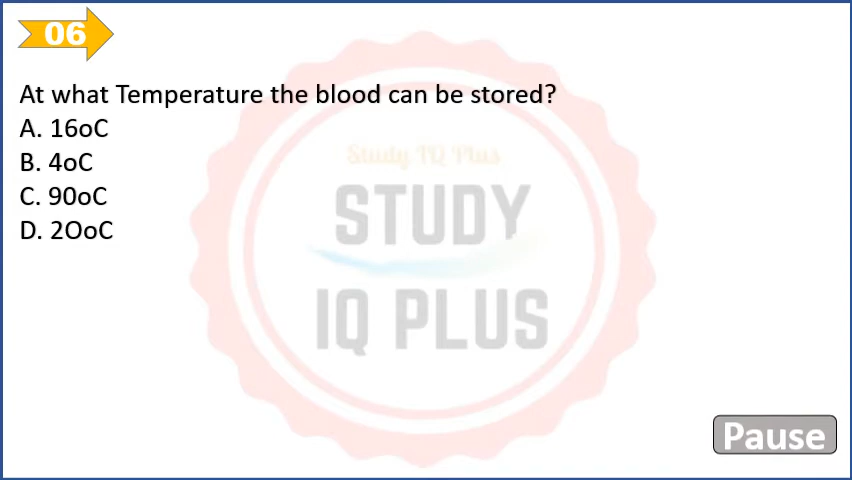 06
At what Temperature the blood can be stored?
A. 16oC
B. 4oC
C. 90oC
D. 2OoC
Study IQ Plus
STUDY
IQ PLUS
Pause